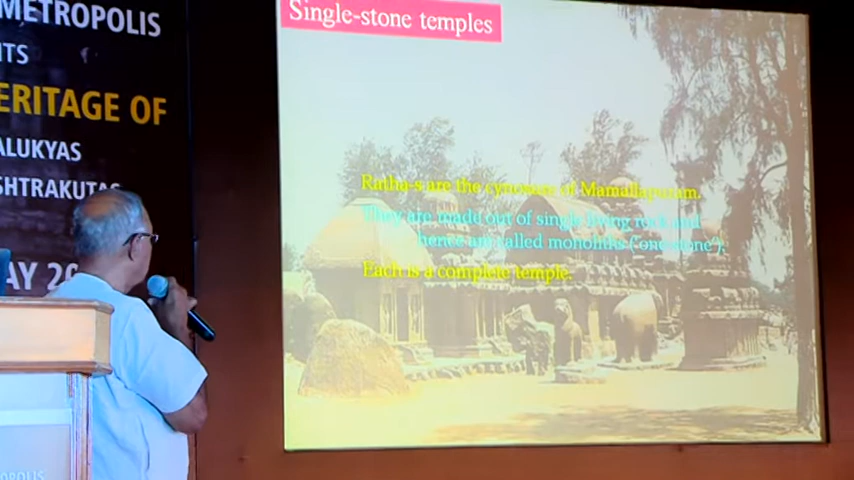 METROPOLIS
ITS
ERITAGE OF
ALUKYAS
SHTRAKUTAS
AY 20
Single-stone temples
Ratha-s are the cynosure of Mamallapuram.
They are made out of single living rock and
hence are called monoliths ('one stone').
Each is a complete temple.
OPOLIS